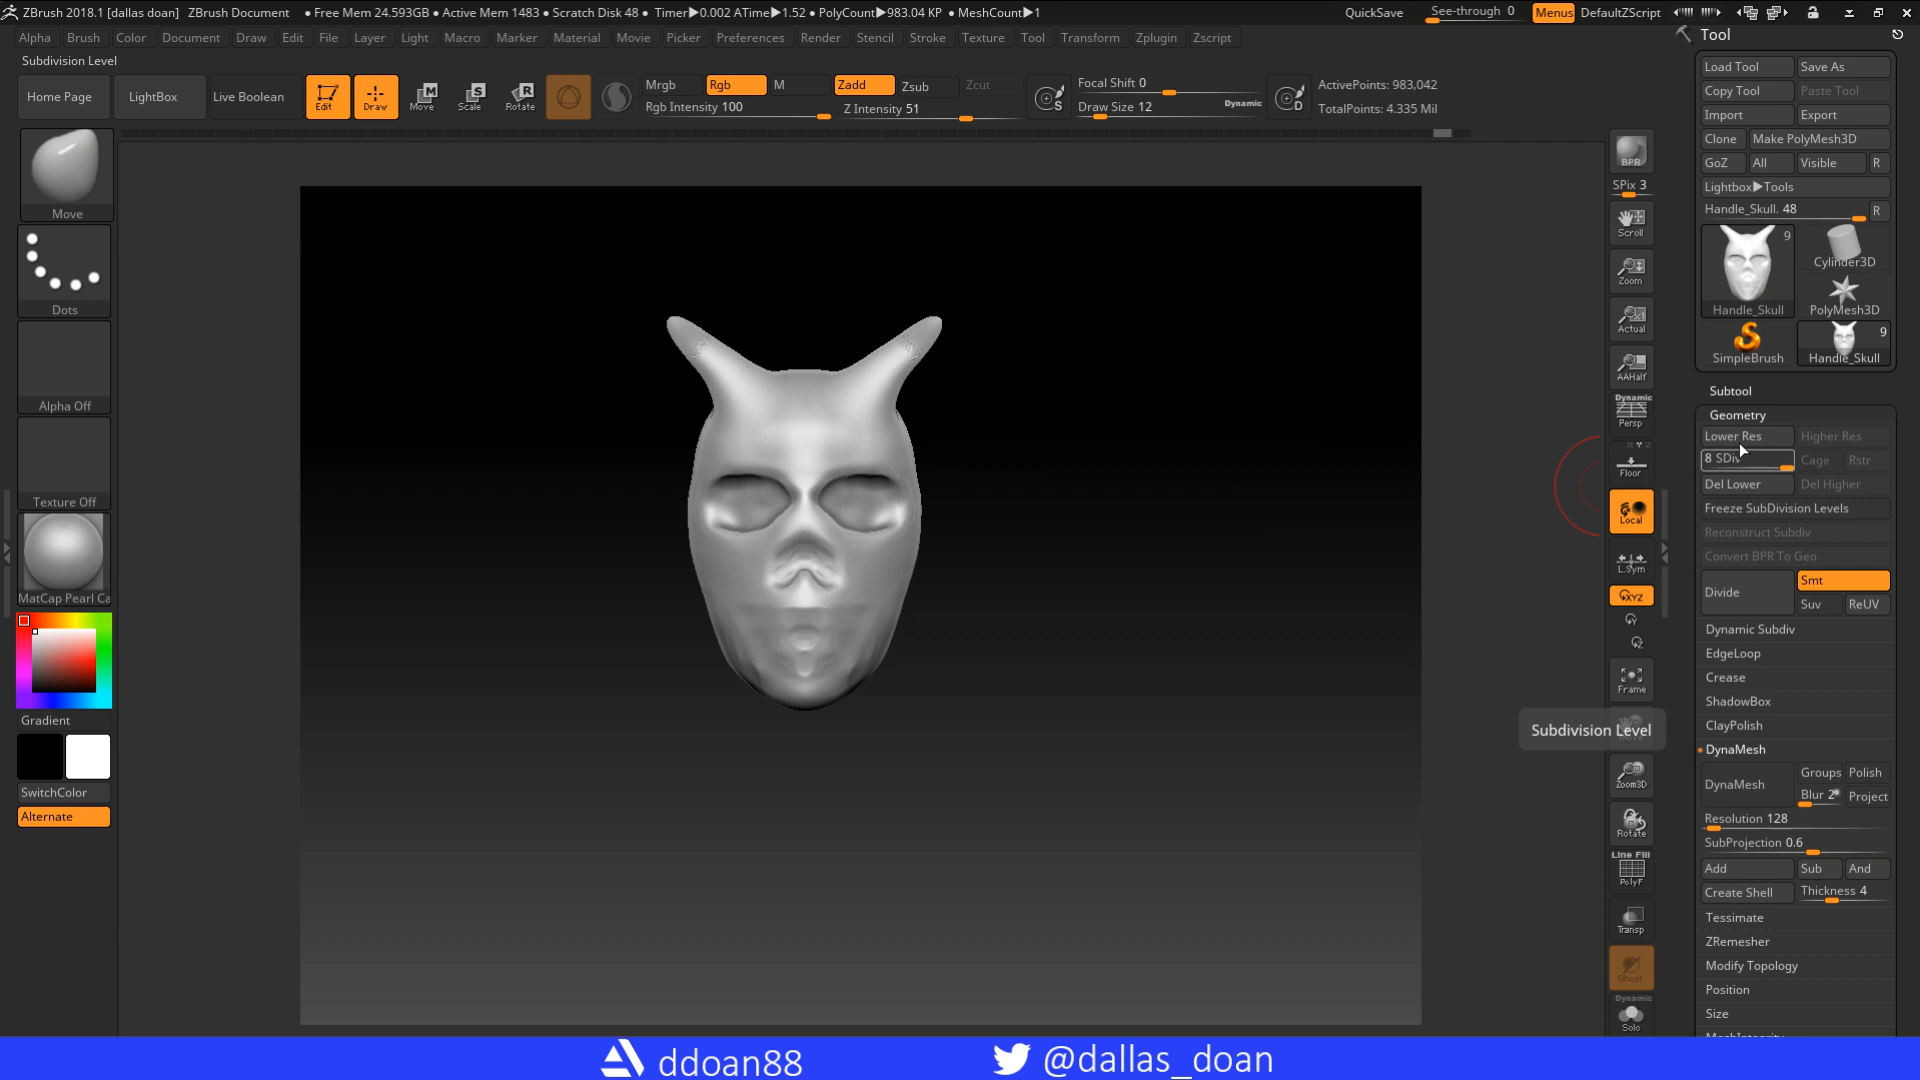 ZBrush 2018.1 [dallas doan] ZBrush Document ● Free Mem 24.593GB ● Active Mem 1483 ● Scratch Disk 48 ● Timer▶0.002 ATime▶1.52 ● PolyCount▶983.04 KP ● MeshCount▶1 QuickSave See-through 0 Menus DefaultZScript
Alpha Brush Color Document Draw Edit File Layer Light Macro Marker Material Movie Picker Preferences Render Stencil Stroke Texture Tool Transform Zplugin Zscript
Subdivision Level
Home Page LightBox Live Boolean
Edit Draw Move Scale Rotate
Mrgb Rgb M Zadd Zsub Zcut
Rgb Intensity 100 Z Intensity 51
Focal Shift 0
Draw Size 12 Dynamic
ActivePoints: 983,042
TotalPoints: 4.335 Mil
Move
Dots
Alpha Off
Texture Off
MatCap Pearl Ca
Gradient
SwitchColor
Alternate
BPR
SPix 3
Scroll
Zoom
Actual
AAHalf
Dynamic
Persp
Floor
Local
L.Sym
XYZ
Frame
Subdivision Level
Zoom3D
Rotate
Line Fill
PolyF
Transp
Ghost
Dynamic
Solo
Tool
Load Tool Save As
Copy Tool Paste Tool
Import Export
Clone Make PolyMesh3D
GoZ All Visible R
Lightbox▶Tools
Handle_Skull. 48 R
9
Handle_Skull
Cylinder3D
PolyMesh3D
SimpleBrush
9
Handle_Skull
Subtool
Geometry
Lower Res Higher Res
8 SDiv Cage Rstr
Del Lower Del Higher
Freeze SubDivision Levels
Reconstruct Subdiv
Convert BPR To Geo
Divide Smt
Suv ReUV
Dynamic Subdiv
EdgeLoop
Crease
ShadowBox
ClayPolish
DynaMesh
DynaMesh Groups Polish
Blur 2 Project
Resolution 128
SubProjection 0.6
Add Sub And
Create Shell Thickness 4
Tessimate
ZRemesher
Modify Topology
Position
Size
ddoan88 @dallas_doan